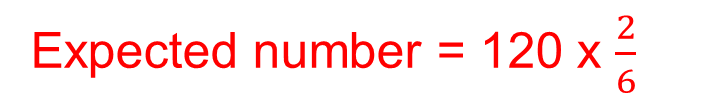 Expected number = 120 x 2/6